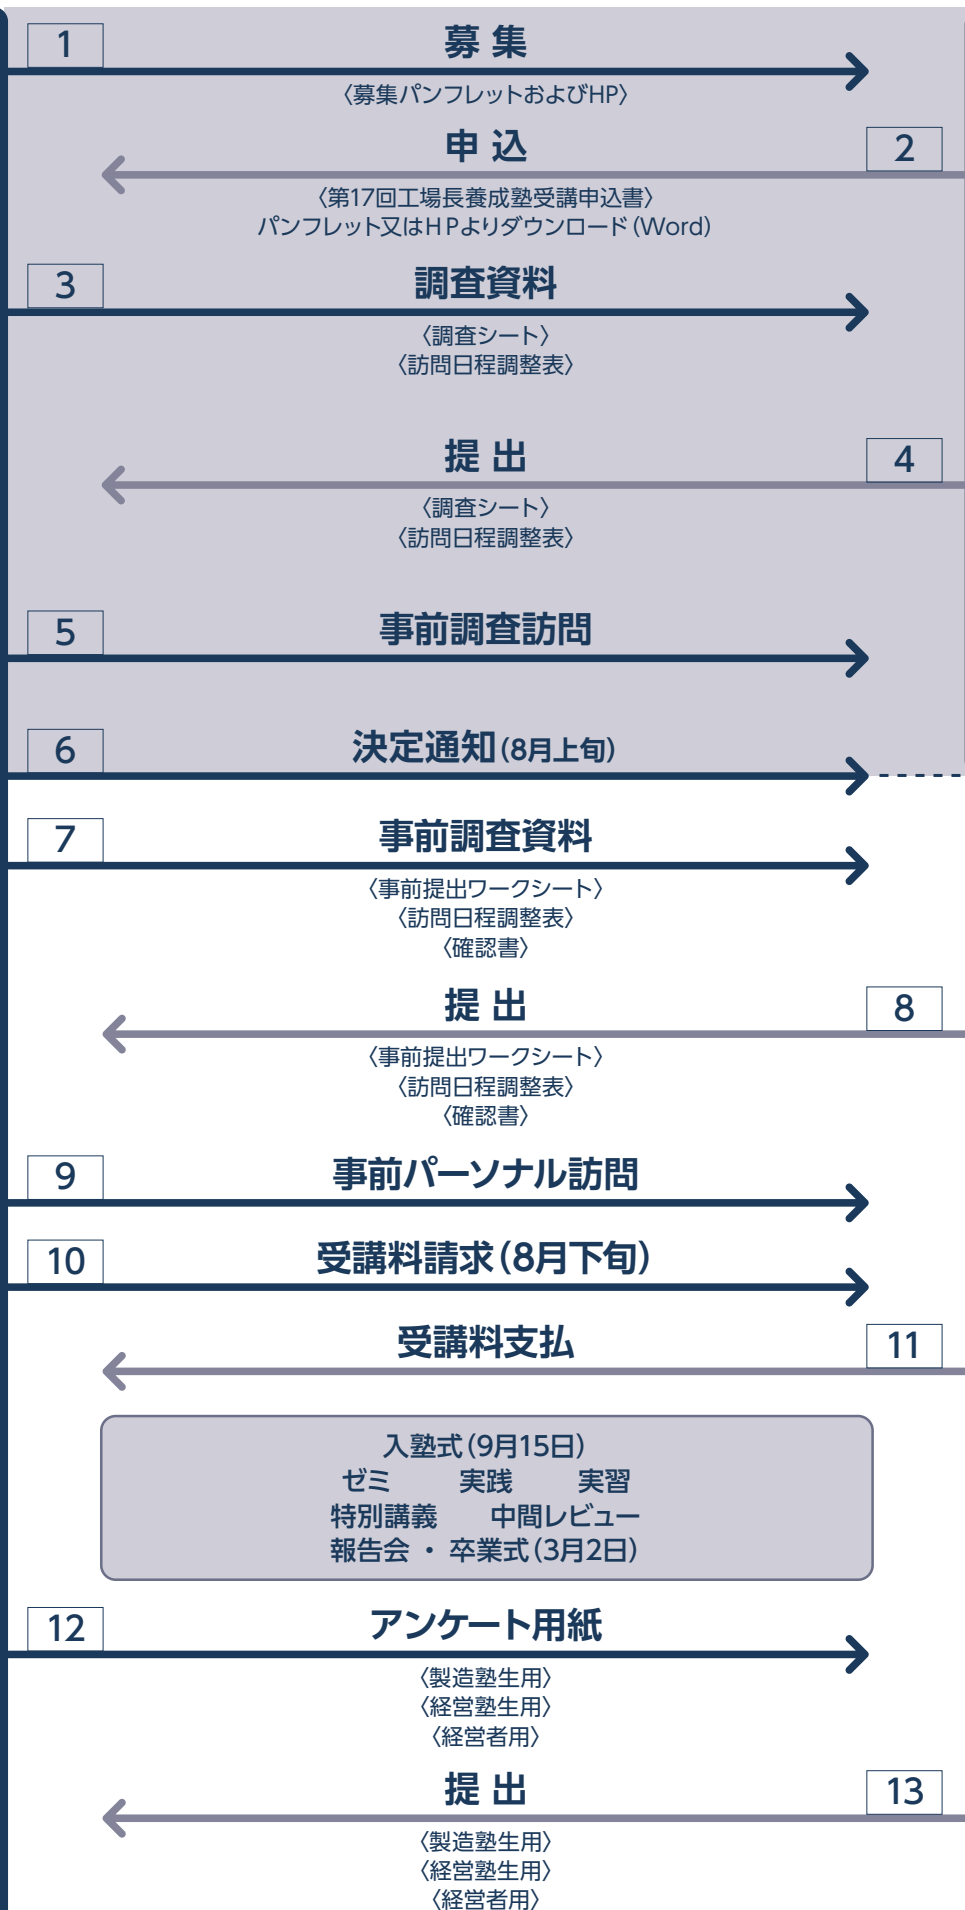 1 募 集
〈募集パンフレットおよびHP〉
申 込 2
〈第17回工場長養成塾受講申込書〉
パンフレット又はHPよりダウンロード(Word)
3 調査資料
〈調査シート〉
〈訪問日程調整表〉
提 出 4
〈調査シート〉
〈訪問日程調整表〉
5 事前調査訪問
6 決定通知(8月上旬)
7 事前調査資料
〈事前提出ワークシート〉
〈訪問日程調整表〉
〈確認書〉
提 出 8
〈事前提出ワークシート〉
〈訪問日程調整表〉
〈確認書〉
9 事前パーソナル訪問
10 受講料請求(8月下旬)
受講料支払 11
入塾式(9月15日)
ゼミ 実践 実習
特別講義 中間レビュー
報告会 ・ 卒業式(3月2日)
12 アンケート用紙
〈製造塾生用〉
〈経営塾生用〉
〈経営者用〉
提 出 13
〈製造塾生用〉
〈経営塾生用〉
〈経営者用〉